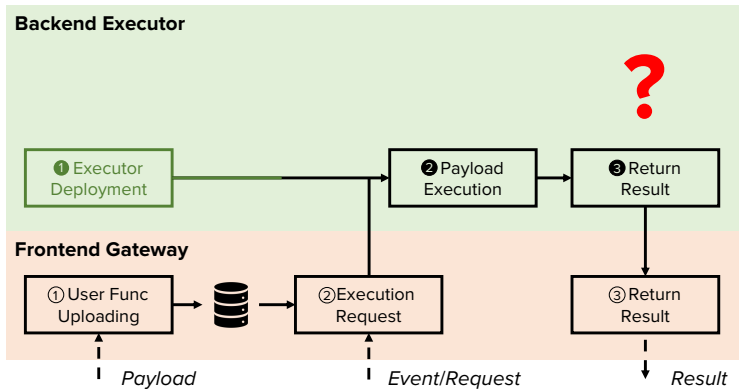 Backend Executor
?
❶ Executor
Deployment
❷ Payload
Execution
❸ Return
Result
Frontend Gateway
① User Func
Uploading
② Execution
Request
③ Return
Result
Payload
Event/Request
Result